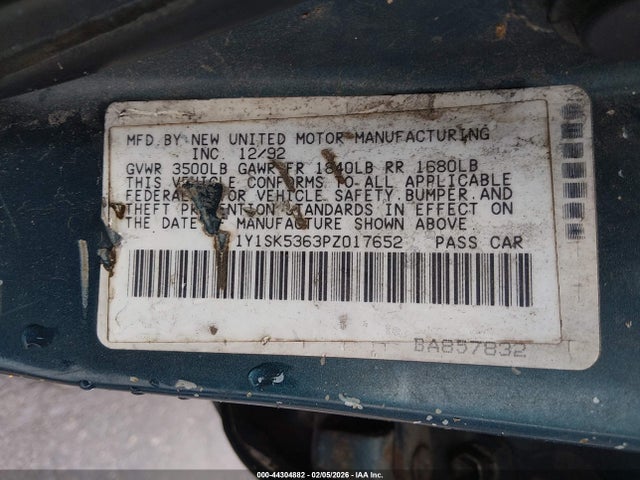 MFD. BY NEW UNITED MOTOR MANUFACTURING
INC. 12/92
GVWR 3500LB GAWR FR 1840LB RR 1680LB
THIS VEHICLE CONFORMS TO ALL APPLICABLE
FEDERAL MOTOR VEHICLE SAFETY, BUMPER, AND
THEFT PREVENTION STANDARDS IN EFFECT ON
THE DATE OF MANUFACTURE SHOWN ABOVE.
1Y1SK5363PZ017652 PASS CAR
BA857832
000-44304882 - 02/05/2026 - IAA Inc.